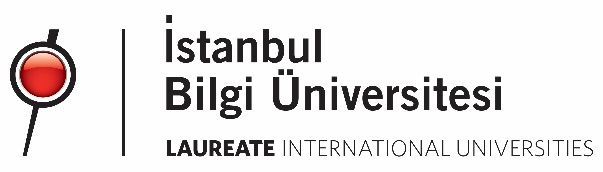 İstanbul
Bilgi Üniversitesi
LAUREATE INTERNATIONAL UNIVERSITIES